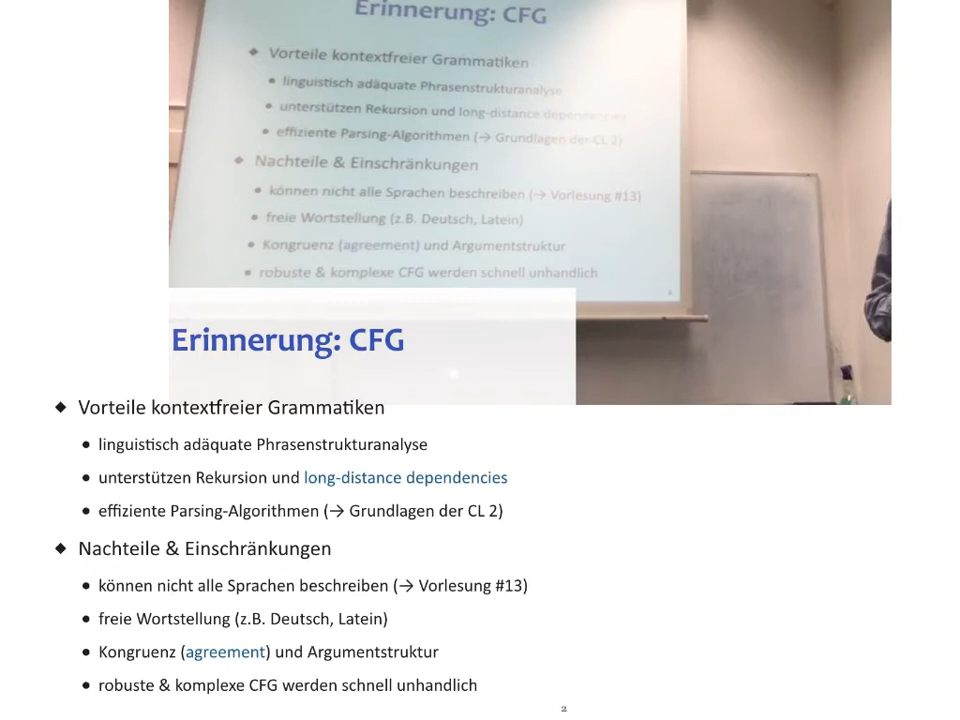 Erinnerung: CFG
◆ Vorteile kontextfreier Grammatiken
• linguistisch adäquate Phrasenstrukturanalyse
• unterstützen Rekursion und long-distance dependencies
• effiziente Parsing-Algorithmen (→ Grundlagen der CL 2)
◆ Nachteile & Einschränkungen
• können nicht alle Sprachen beschreiben (→ Vorlesung #13)
• freie Wortstellung (z.B. Deutsch, Latein)
• Kongruenz (agreement) und Argumentstruktur
• robuste & komplexe CFG werden schnell unhandlich
Erinnerung: CFG
◆ Vorteile kontextfreier Grammatiken
• linguistisch adäquate Phrasenstrukturanalyse
• unterstützen Rekursion und long-distance dependencies
• effiziente Parsing-Algorithmen (→ Grundlagen der CL 2)
◆ Nachteile & Einschränkungen
• können nicht alle Sprachen beschreiben (→ Vorlesung #13)
• freie Wortstellung (z.B. Deutsch, Latein)
• Kongruenz (agreement) und Argumentstruktur
• robuste & komplexe CFG werden schnell unhandlich
2